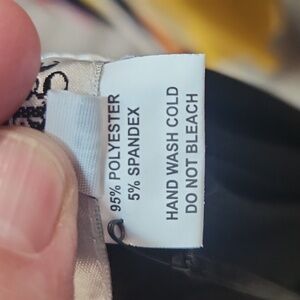 95% POLYESTER
5% SPANDEX
HAND WASH COLD
DO NOT BLEACH